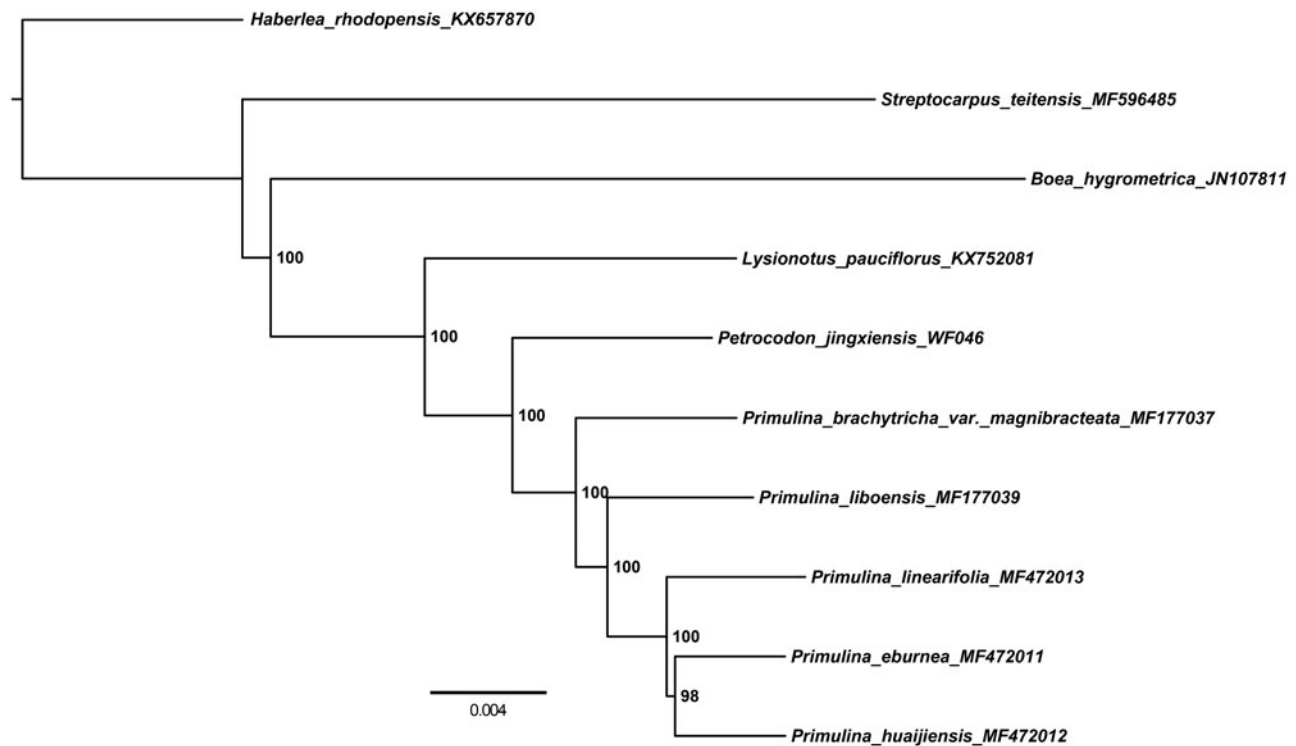 Haberlea_rhodopensis_KX657870
Streptocarpus_teitensis_MF596485
Boea_hygrometrica_JN107811
100
Lysionotus_pauciflorus_KX752081
100
Petrocodon_jingxiensis_WF046
100
Primulina_brachytricha_var._magnibracteata_MF177037
100
Primulina_liboensis_MF177039
100
Primulina_linearifolia_MF472013
100
Primulina_eburnea_MF472011
98
0.004
Primulina_huaijiensis_MF472012